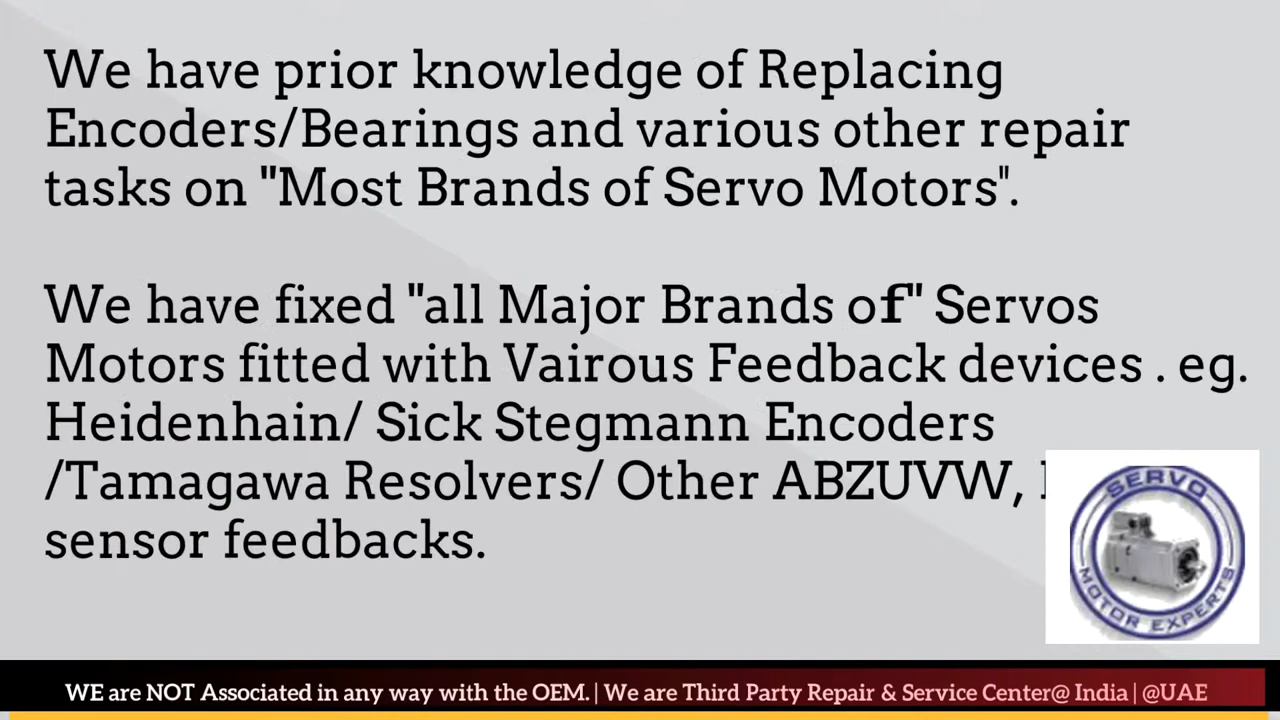 We have prior knowledge of Replacing
Encoders/Bearings and various other repair
tasks on "Most Brands of Servo Motors".
We have fixed "all Major Brands of" Servos
Motors fitted with Vairous Feedback devices . eg.
Heidenhain/ Sick Stegmann Encoders
/Tamagawa Resolvers/ Other ABZUVW,
sensor feedbacks.
SERVO
MOTOR EXPERTS
WE are NOT Associated in any way with the OEM. | We are Third Party Repair & Service Center@ India | @UAE